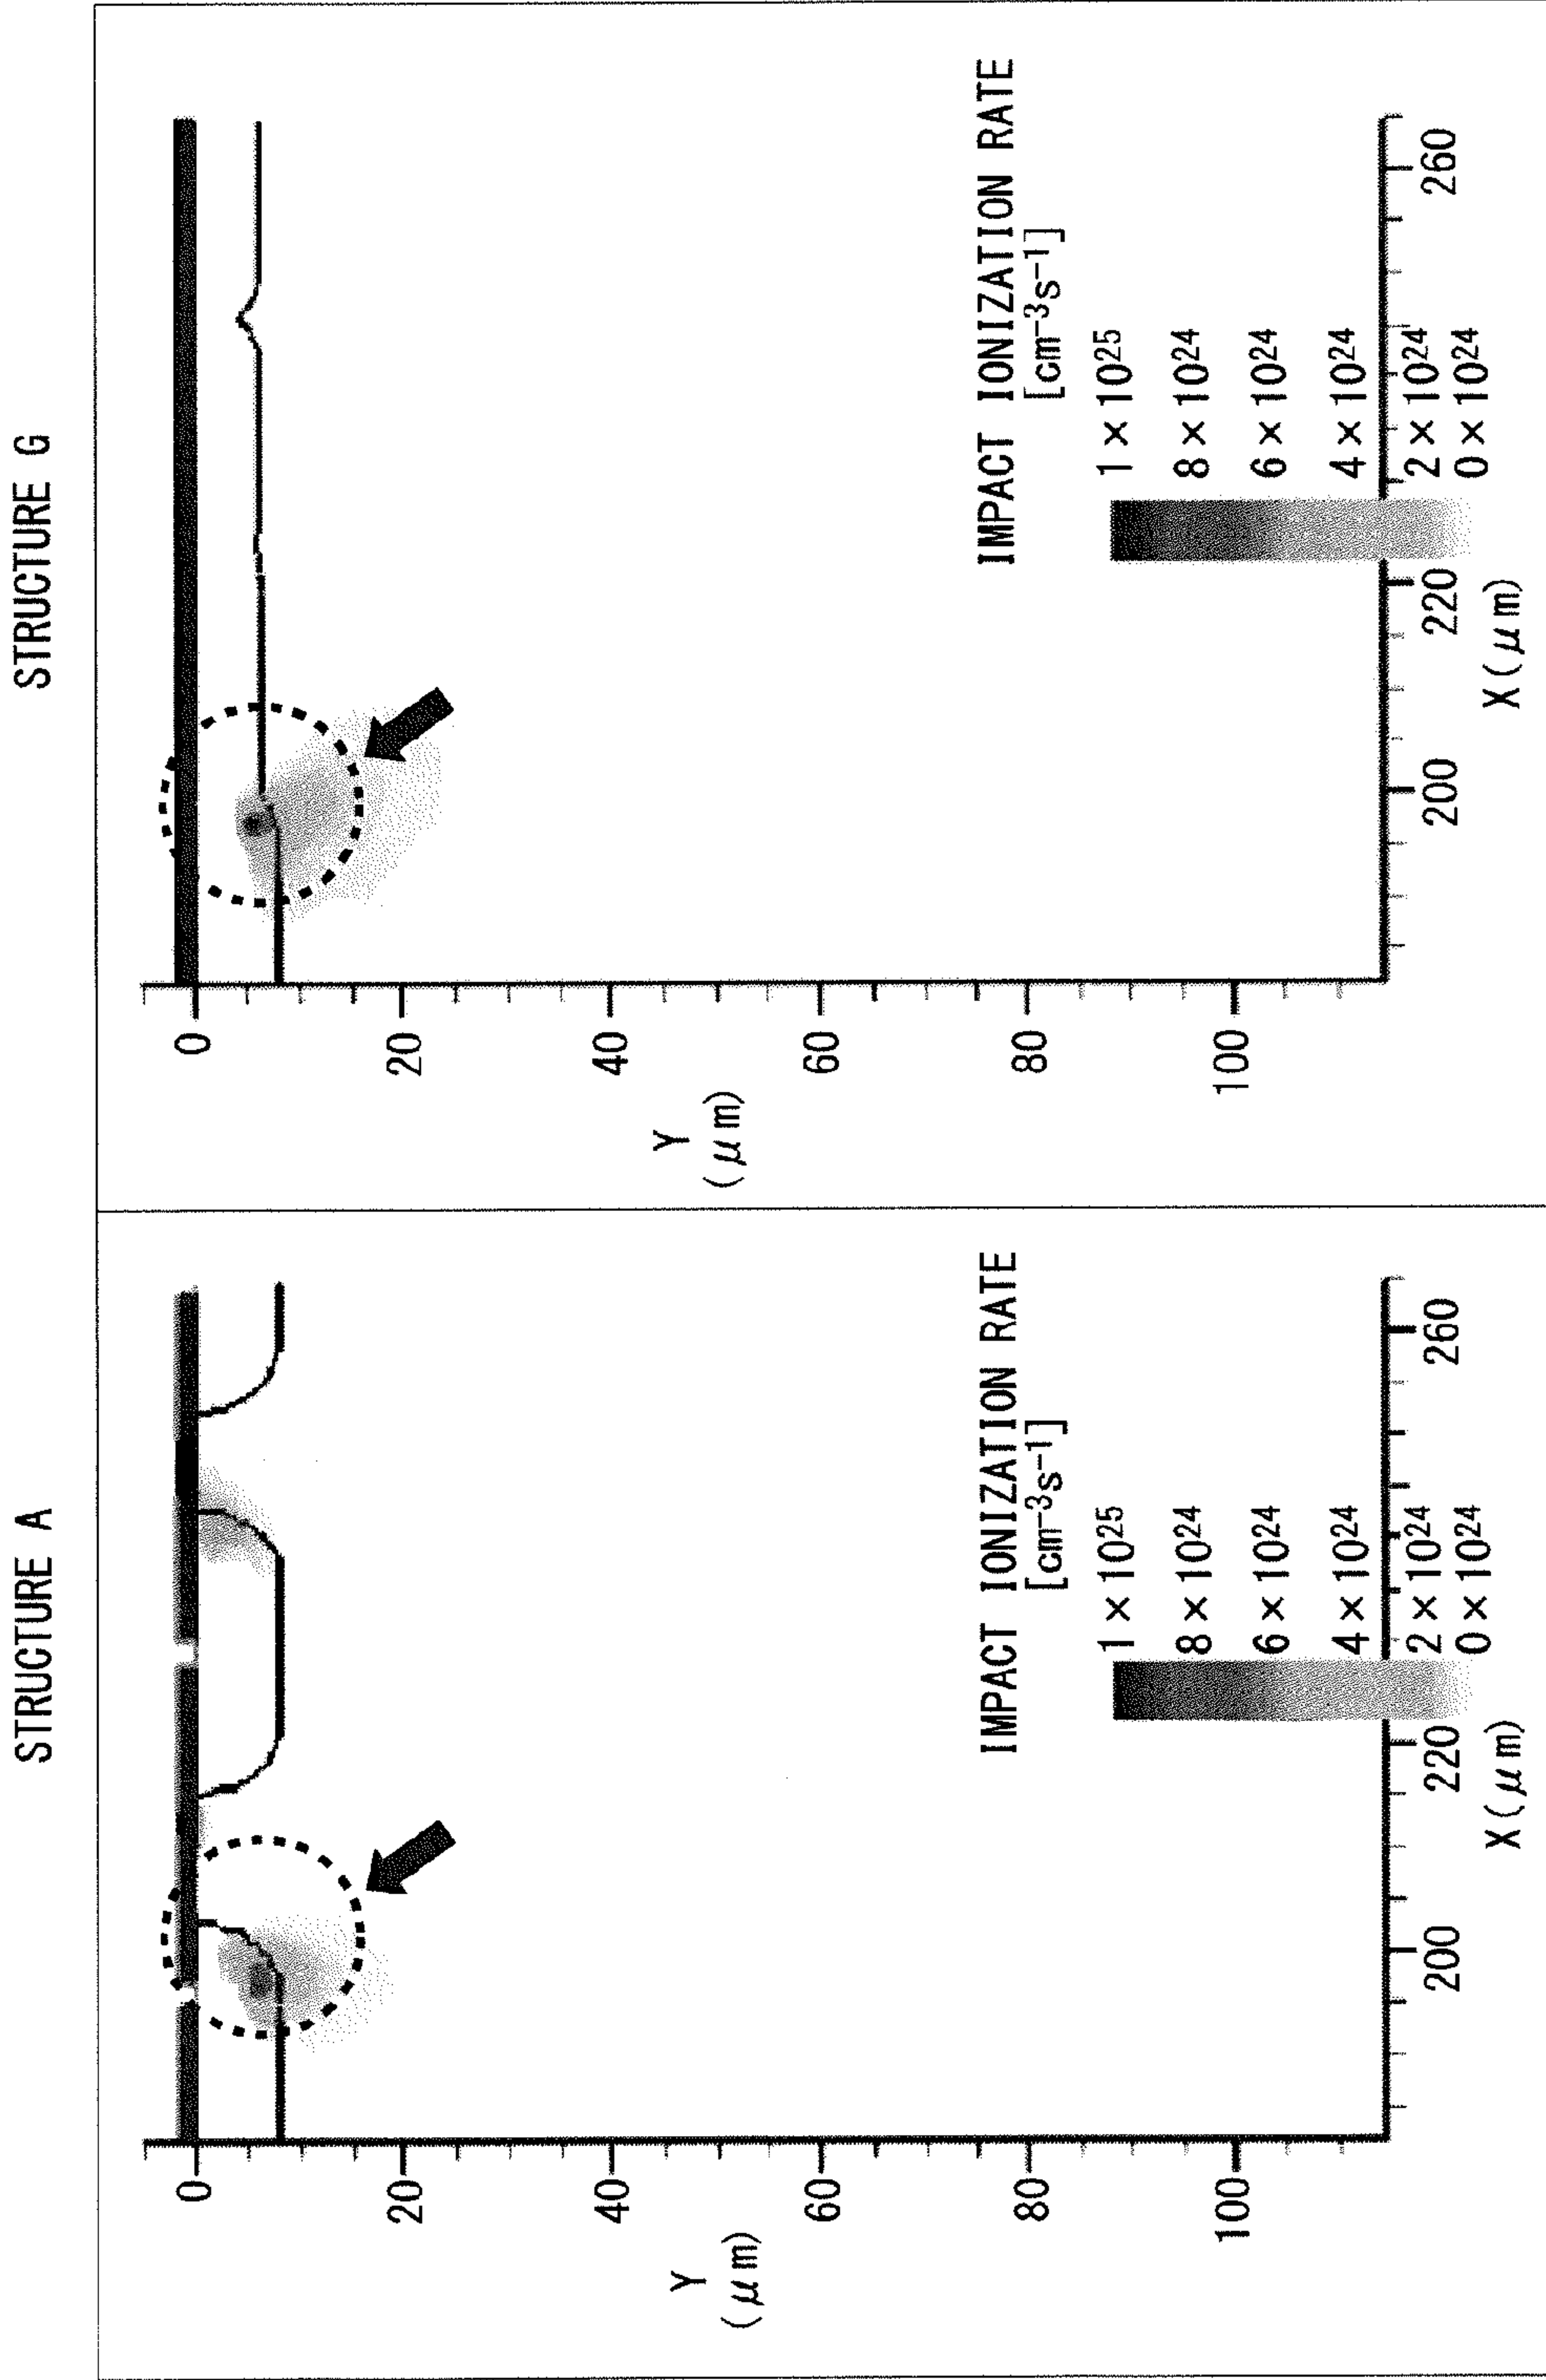 STRUCTURE A
Y
(μm)
0
20
40
60
80
100
IMPACT IONIZATION RATE
[cm⁻³s⁻¹]
1×10²⁵
8×10²⁴
6×10²⁴
4×10²⁴
2×10²⁴
0×10²⁴
200
220
260
X(μm)
STRUCTURE G
Y
(μm)
0
20
40
60
80
100
IMPACT IONIZATION RATE
[cm⁻³s⁻¹]
1×10²⁵
8×10²⁴
6×10²⁴
4×10²⁴
2×10²⁴
0×10²⁴
200
220
260
X(μm)